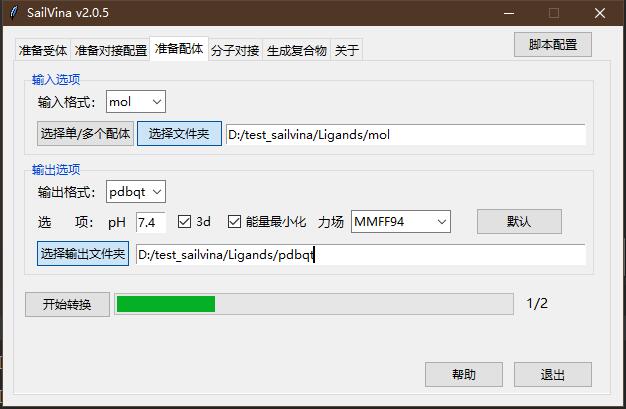 SailVina v2.0.5
脚本配置
准备受体 准备对接配置 准备配体 分子对接 生成复合物 关于
输入选项
输入格式： mol
选择单/多个配体 选择文件夹 D:/test_sailvina/Ligands/mol
输出选项
输出格式： pdbqt
选 项： pH 7.4 3d 能量最小化 力场 MMFF94 默认
选择输出文件夹 D:/test_sailvina/Ligands/pdbqt
开始转换 1/2
帮助 退出